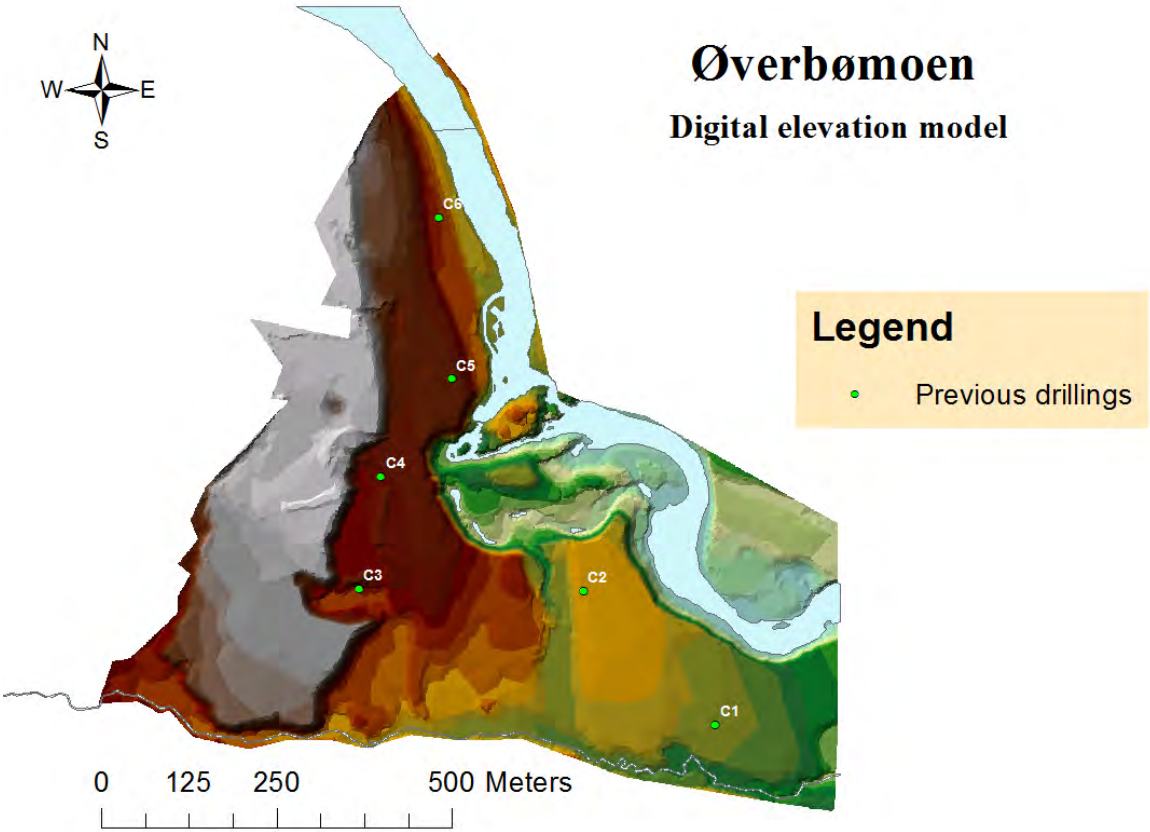 Øverbømoen
Digital elevation model
N
W E
S
C6
C5
C4
C3
C2
C1
Legend
Previous drillings
0 125 250 500 Meters